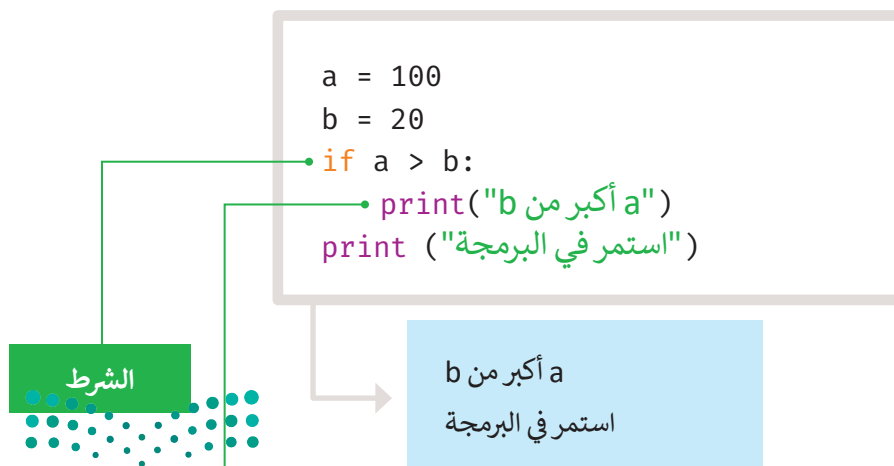 a = 100
b = 20
if a > b:
print("a أكبر من b")
print ("استمر في البرمجة")
الشرط
a أكبر من b
استمر في البرمجة